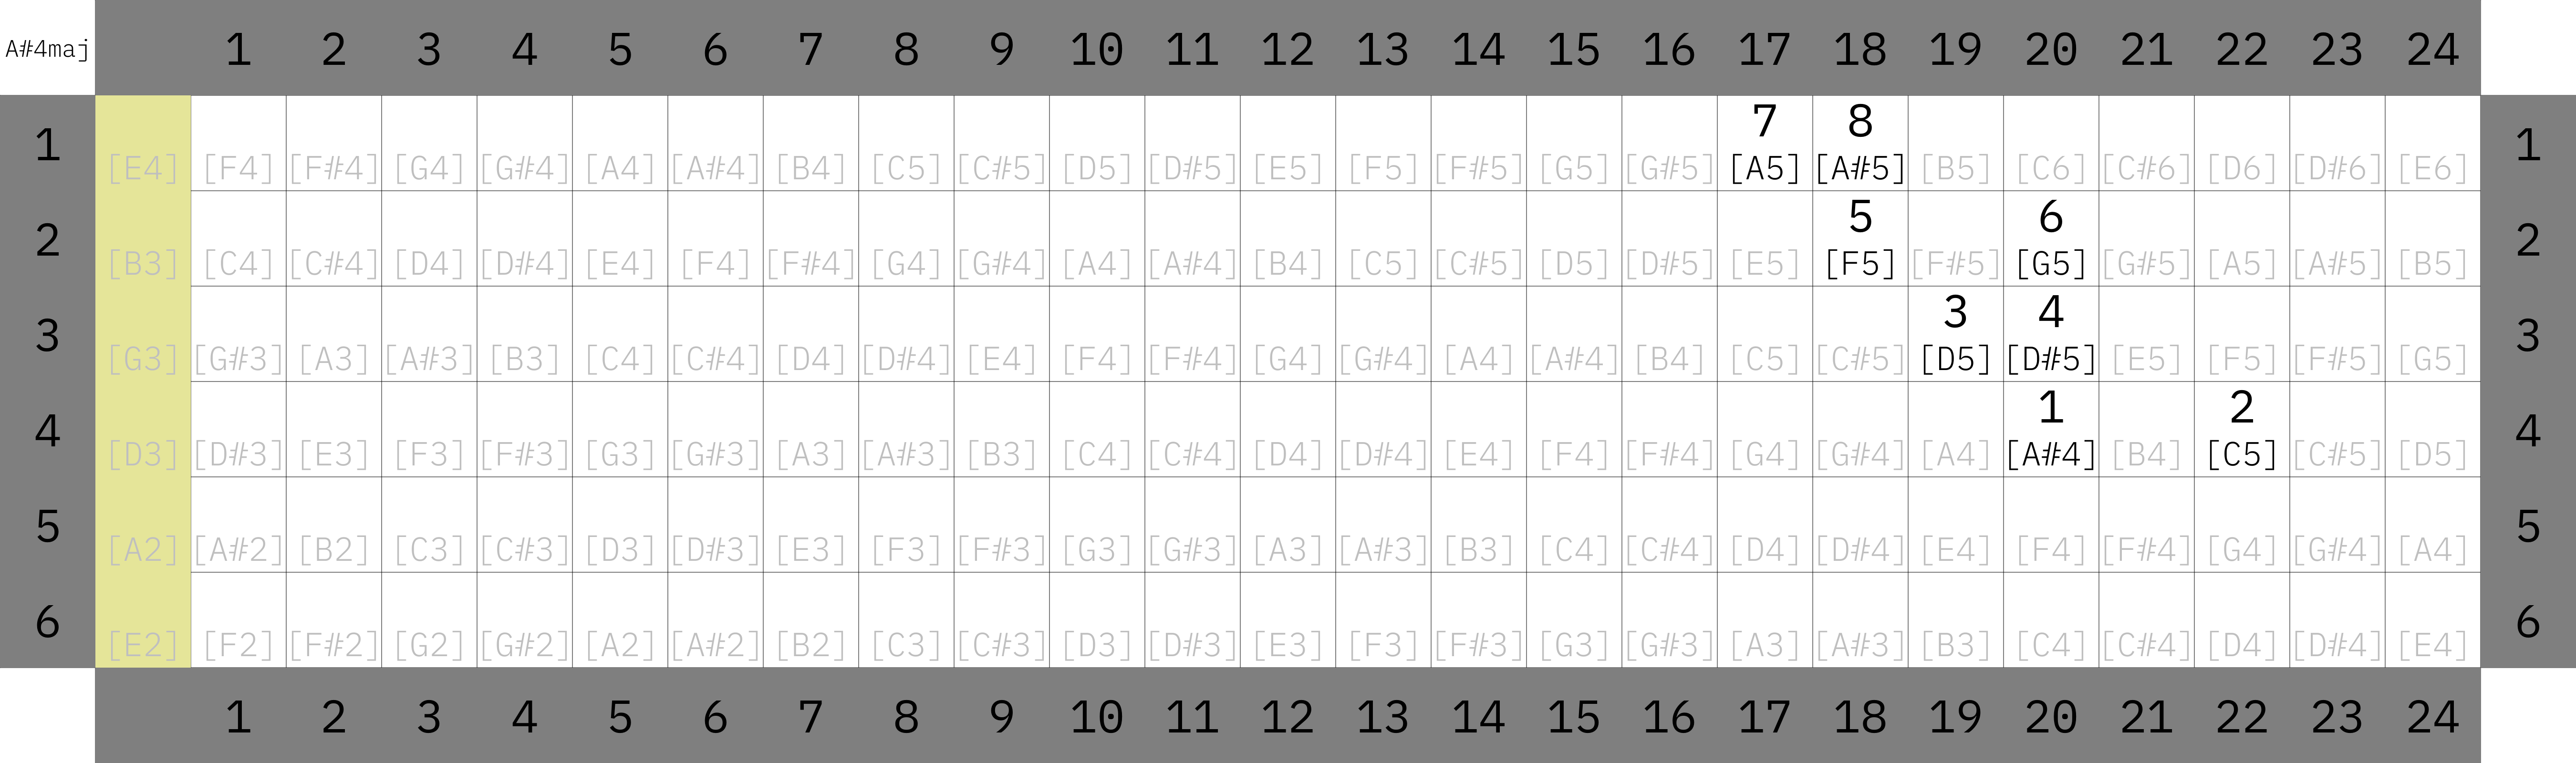 A#4maj 1 2 3 4 5 6 7 8 9 10 11 12 13 14 15 16 17 18 19 20 21 22 23 24
7 8
1 [E4] [F4] [F#4] [G4] [G#4] [A4] [A#4] [B4] [C5] [C#5] [D5] [D#5] [E5] [F5] [F#5] [G5] [G#5] [A5] [A#5] [B5] [C6] [C#6] [D6] [D#6] [E6] 1
5 6
2 [B3] [C4] [C#4] [D4] [D#4] [E4] [F4] [F#4] [G4] [G#4] [A4] [A#4] [B4] [C5] [C#5] [D5] [D#5] [E5] [F5] [F#5] [G5] [G#5] [A5] [A#5] [B5] 2
3 4
3 [G3] [G#3] [A3] [A#3] [B3] [C4] [C#4] [D4] [D#4] [E4] [F4] [F#4] [G4] [G#4] [A4] [A#4] [B4] [C5] [C#5] [D5] [D#5] [E5] [F5] [F#5] [G5] 3
1 2
4 [D3] [D#3] [E3] [F3] [F#3] [G3] [G#3] [A3] [A#3] [B3] [C4] [C#4] [D4] [D#4] [E4] [F4] [F#4] [G4] [G#4] [A4] [A#4] [B4] [C5] [C#5] [D5] 4
5 [A2] [A#2] [B2] [C3] [C#3] [D3] [D#3] [E3] [F3] [F#3] [G3] [G#3] [A3] [A#3] [B3] [C4] [C#4] [D4] [D#4] [E4] [F4] [F#4] [G4] [G#4] [A4] 5
6 [E2] [F2] [F#2] [G2] [G#2] [A2] [A#2] [B2] [C3] [C#3] [D3] [D#3] [E3] [F3] [F#3] [G3] [G#3] [A3] [A#3] [B3] [C4] [C#4] [D4] [D#4] [E4] 6
1 2 3 4 5 6 7 8 9 10 11 12 13 14 15 16 17 18 19 20 21 22 23 24